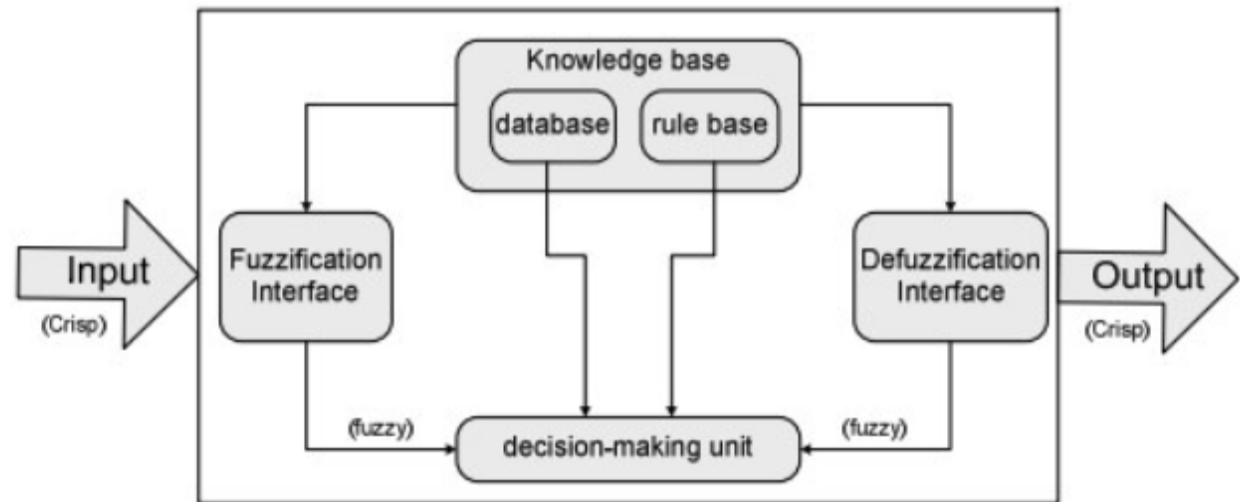 Knowledge base
database
rule base
Input
(Crisp)
Fuzzification
Interface
Defuzzification
Interface
Output
(Crisp)
(fuzzy)
decision-making unit
(fuzzy)